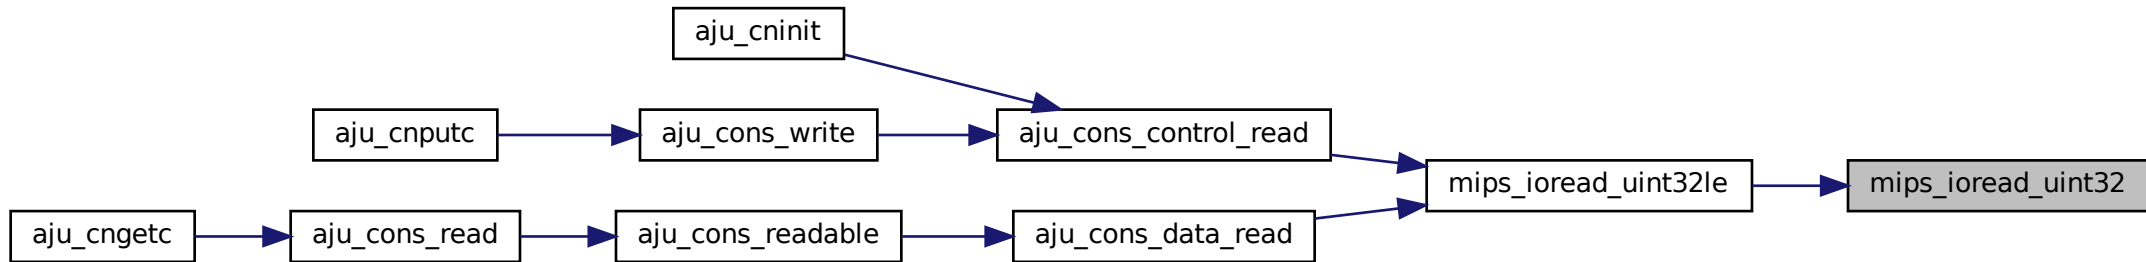 aju_cninit
aju_cnputc
aju_cons_write
aju_cons_control_read
mips_ioread_uint32le
mips_ioread_uint32
aju_cngetc
aju_cons_read
aju_cons_readable
aju_cons_data_read